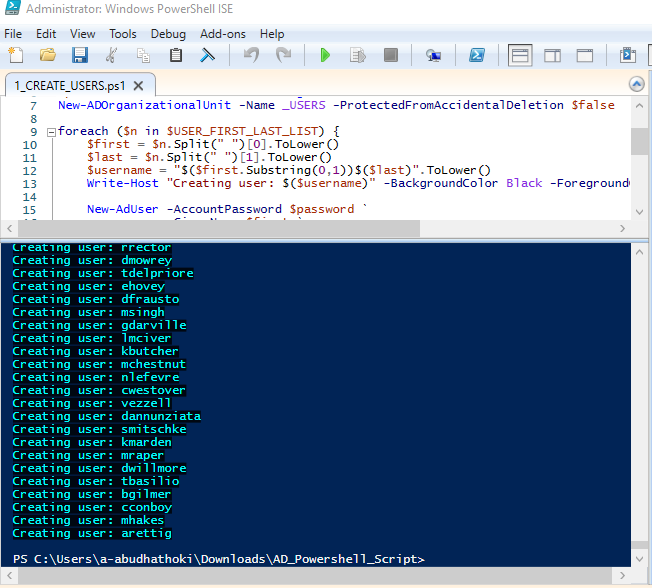 Administrator: Windows PowerShell ISE
File Edit View Tools Debug Add-ons Help
1_CREATE_USERS.ps1
7 New-ADOrganizationalUnit -Name _USERS -ProtectedFromAccidentalDeletion $false
8
9 foreach ($n in $USER_FIRST_LAST_LIST) {
10 $first = $n.Split(" ")[0].ToLower()
11 $last = $n.Split(" ")[1].ToLower()
12 $username = "$($first.Substring(0,1))$($last)".ToLower()
13 Write-Host "Creating user: $($username)" -BackgroundColor Black -Foreground
14
15 New-AdUser -AccountPassword $password `
Creating user: rrector
Creating user: dmowrey
Creating user: tdelpriore
Creating user: ehovey
Creating user: dfrausto
Creating user: msingh
Creating user: gdarville
Creating user: lmciver
Creating user: kbutcher
Creating user: mchestnut
Creating user: nlefevre
Creating user: cwestover
Creating user: vezzell
Creating user: dannunziata
Creating user: smitschke
Creating user: kmarden
Creating user: mraper
Creating user: dwillmore
Creating user: tbasilio
Creating user: bgilmer
Creating user: cconboy
Creating user: mhakes
Creating user: arettig
PS C:\Users\a-abudhathoki\Downloads\AD_Powershell_Script>